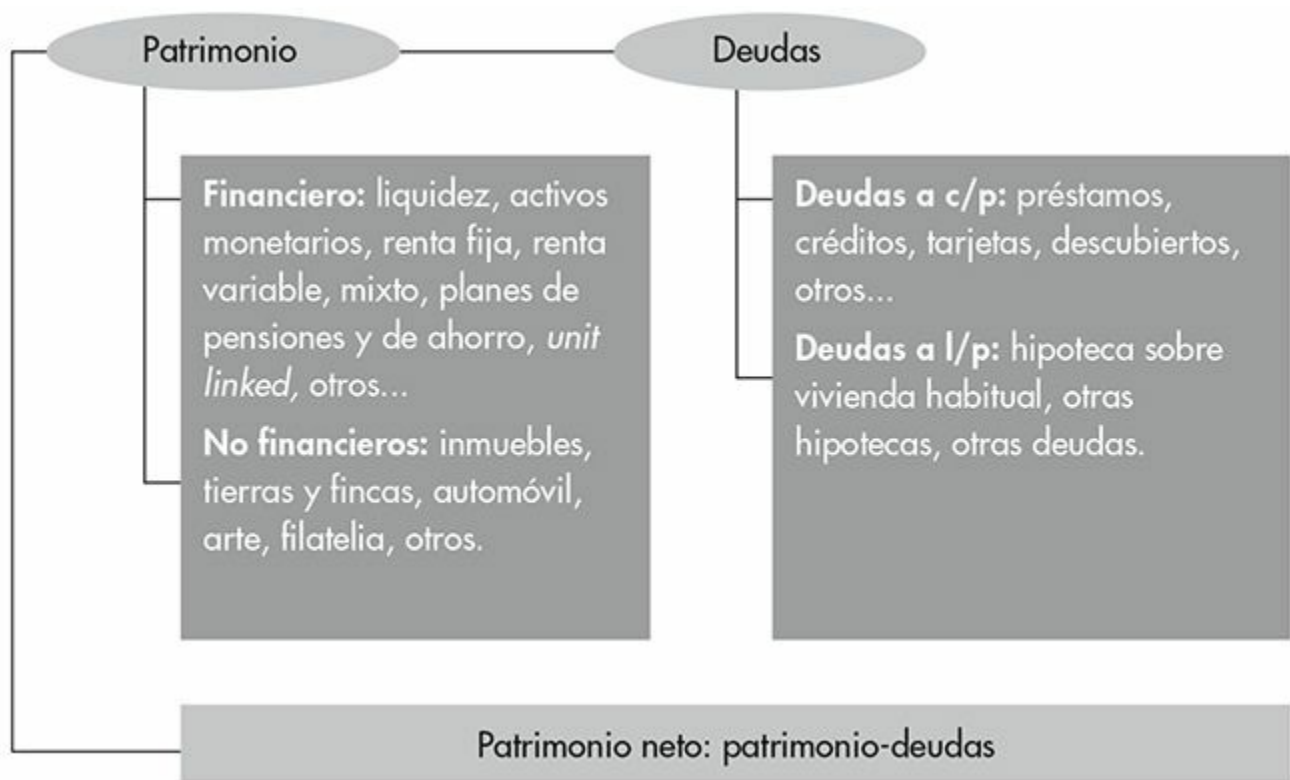 Patrimonio
Deudas
Financiero: liquidez, activos
monetarios, renta fija, renta
variable, mixto, planes de
pensiones y de ahorro, unit
linked, otros...
No financieros: inmuebles,
tierras y fincas, automóvil,
arte, filatelia, otros.
Deudas a c/p: préstamos,
créditos, tarjetas, descubiertos,
otros...
Deudas a l/p: hipoteca sobre
vivienda habitual, otras
hipotecas, otras deudas.
Patrimonio neto: patrimonio-deudas